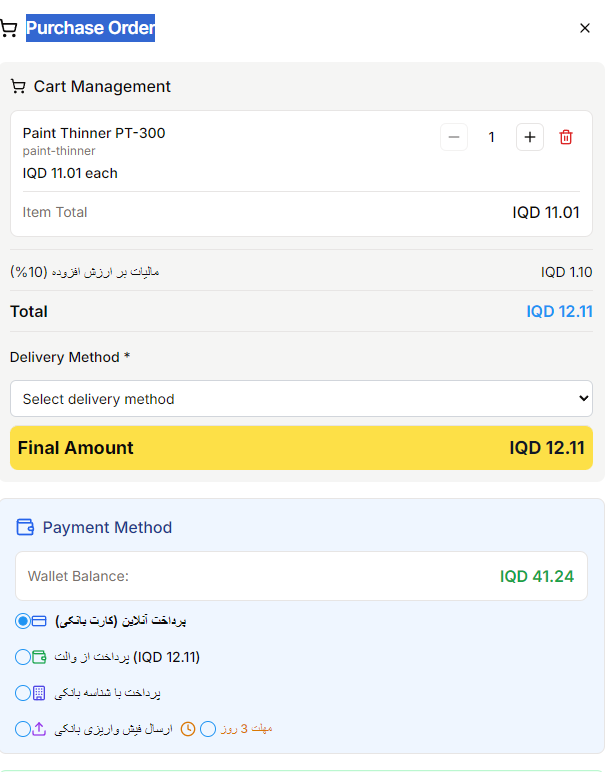 Purchase Order
Cart Management
Paint Thinner PT-300
1
paint-thinner
IQD 11.01 each
Item Total IQD 11.01
مالیات بر ارزش افزوده (10%) IQD 1.10
Total IQD 12.11
Delivery Method *
Select delivery method
Final Amount IQD 12.11
Payment Method
Wallet Balance: IQD 41.24
پرداخت آنلاین (کارت بانکی)
پرداخت از والت (IQD 12.11)
پرداخت با شناسه بانکی
ارسال فیش واریزی بانکی مهلت 3 روز